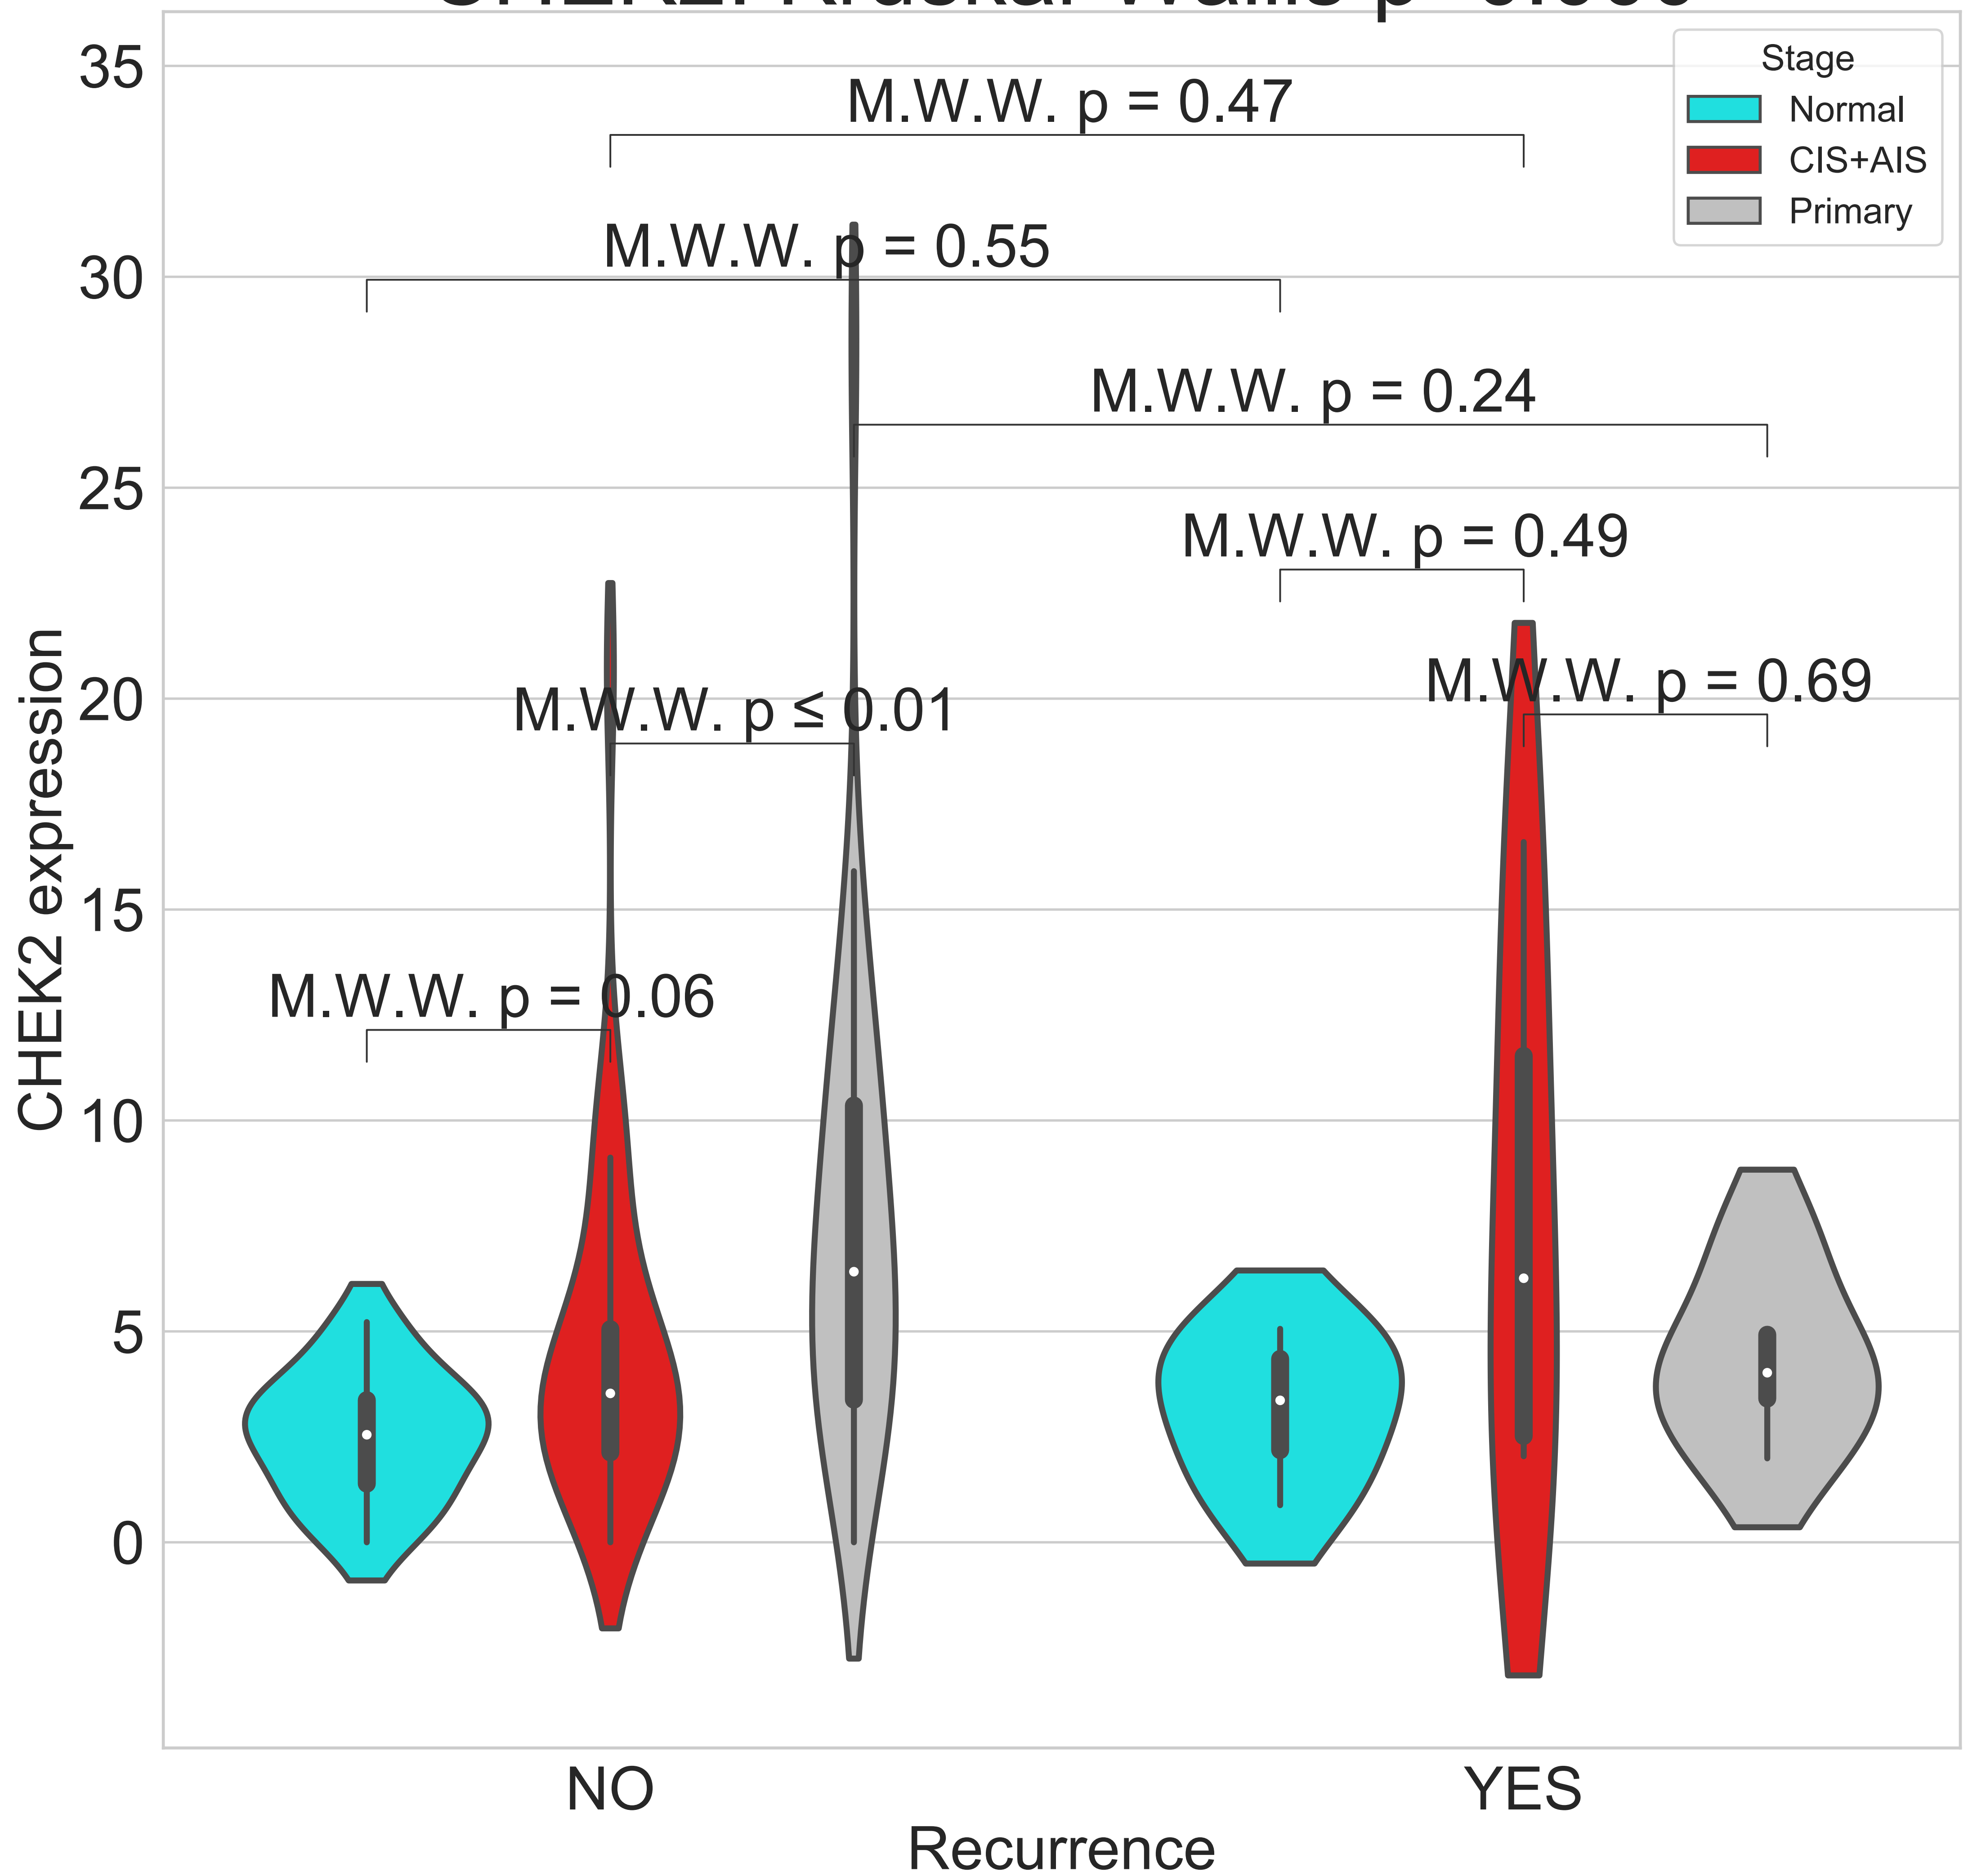 35
30
25
20
15
10
5
0
CHEK2 expression
Stage
Normal
CIS+AIS
Primary
M.W.W. p = 0.47
M.W.W. p = 0.55
M.W.W. p = 0.24
M.W.W. p = 0.49
M.W.W. p = 0.69
M.W.W. p ≤ 0.01
M.W.W. p = 0.06
NO
YES
Recurrence